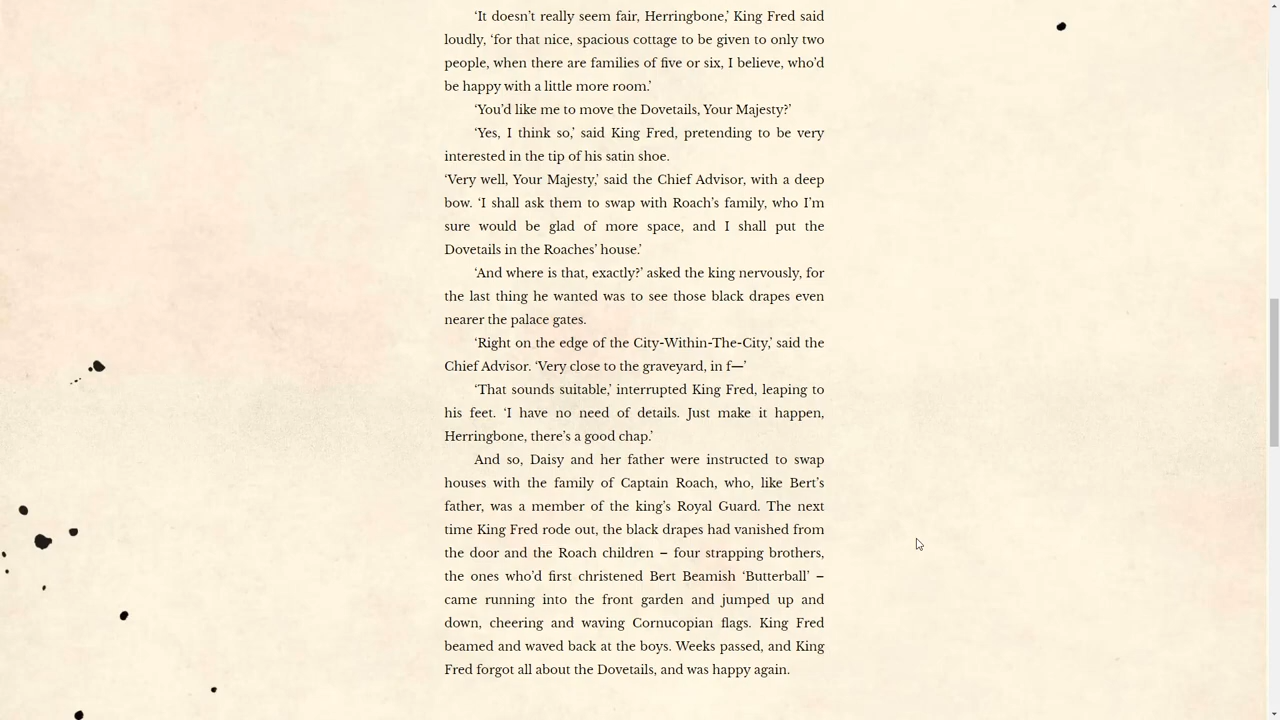 ‘It doesn’t really seem fair, Herringbone,’ King Fred said
loudly, ‘for that nice, spacious cottage to be given to only two
people, when there are families of five or six, I believe, who’d
be happy with a little more room.’
‘You’d like me to move the Dovetails, Your Majesty?’
‘Yes, I think so,’ said King Fred, pretending to be very
interested in the tip of his satin shoe.
‘Very well, Your Majesty,’ said the Chief Advisor, with a deep
bow. ‘I shall ask them to swap with Roach’s family, who I’m
sure would be glad of more space, and I shall put the
Dovetails in the Roaches’ house.’
‘And where is that, exactly?’ asked the king nervously, for
the last thing he wanted was to see those black drapes even
nearer the palace gates.
‘Right on the edge of the City-Within-The-City,’ said the
Chief Advisor. ‘Very close to the graveyard, in f—’
‘That sounds suitable,’ interrupted King Fred, leaping to
his feet. ‘I have no need of details. Just make it happen,
Herringbone, there’s a good chap.’
And so, Daisy and her father were instructed to swap
houses with the family of Captain Roach, who, like Bert’s
father, was a member of the king’s Royal Guard. The next
time King Fred rode out, the black drapes had vanished from
the door and the Roach children – four strapping brothers,
the ones who’d first christened Bert Beamish ‘Butterball’ –
came running into the front garden and jumped up and
down, cheering and waving Cornucopian flags. King Fred
beamed and waved back at the boys. Weeks passed, and King
Fred forgot all about the Dovetails, and was happy again.